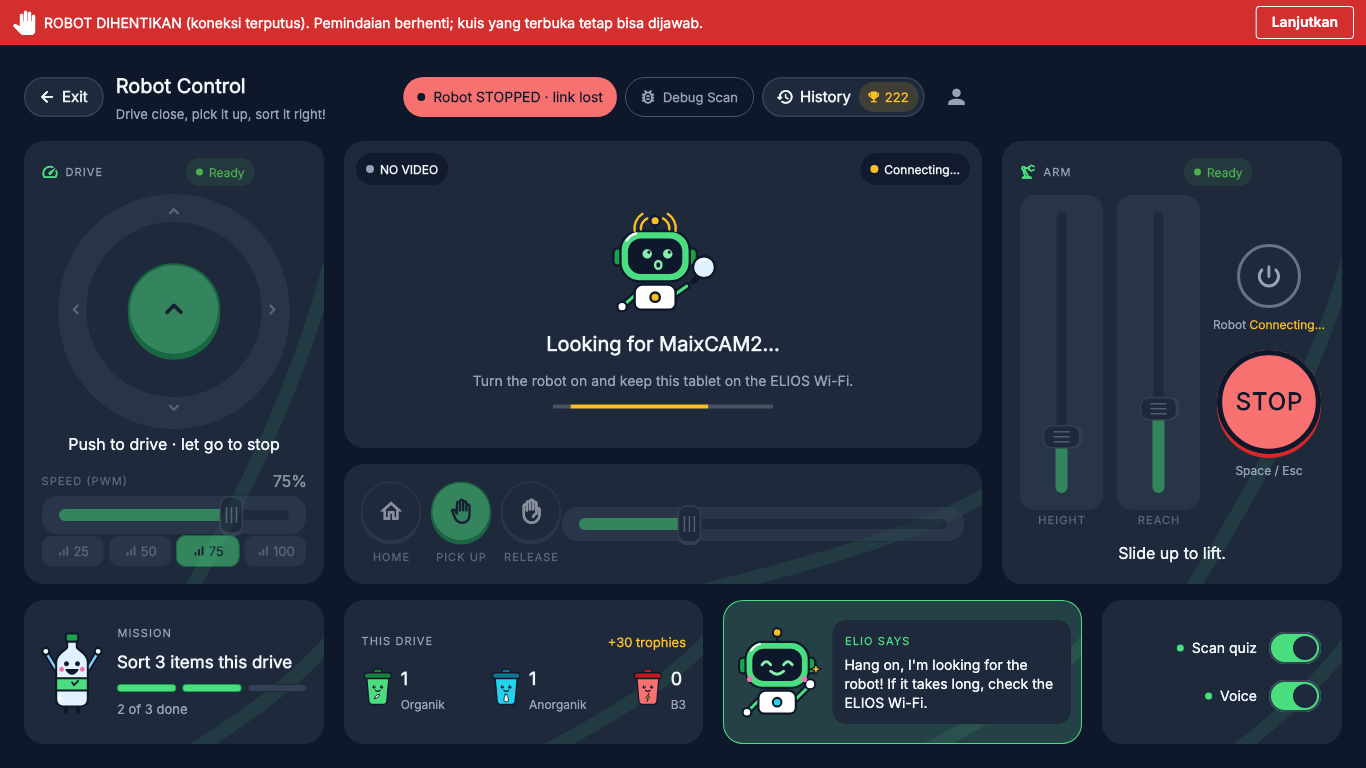 ROBOT DIHENTIKAN (koneksi terputus). Pemindaian berhenti; kuis yang terbuka tetap bisa dijawab.
Lanjutkan
Exit
Robot Control
Drive close, pick it up, sort it right!
Robot STOPPED · link lost
Debug Scan
History
222
DRIVE
Ready
Push to drive · let go to stop
SPEED (PWM)
75%
25
50
75
100
NO VIDEO
Connecting...
Looking for MaixCAM2...
Turn the robot on and keep this tablet on the ELIOS Wi-Fi.
HOME
PICK UP
RELEASE
ARM
Ready
HEIGHT
REACH
Robot Connecting...
STOP
Space / Esc
Slide up to lift.
MISSION
Sort 3 items this drive
2 of 3 done
THIS DRIVE
+30 trophies
1
Organik
1
Anorganik
0
B3
ELIO SAYS
Hang on, I'm looking for the
robot! If it takes long, check the
ELIOS Wi-Fi.
Scan quiz
Voice